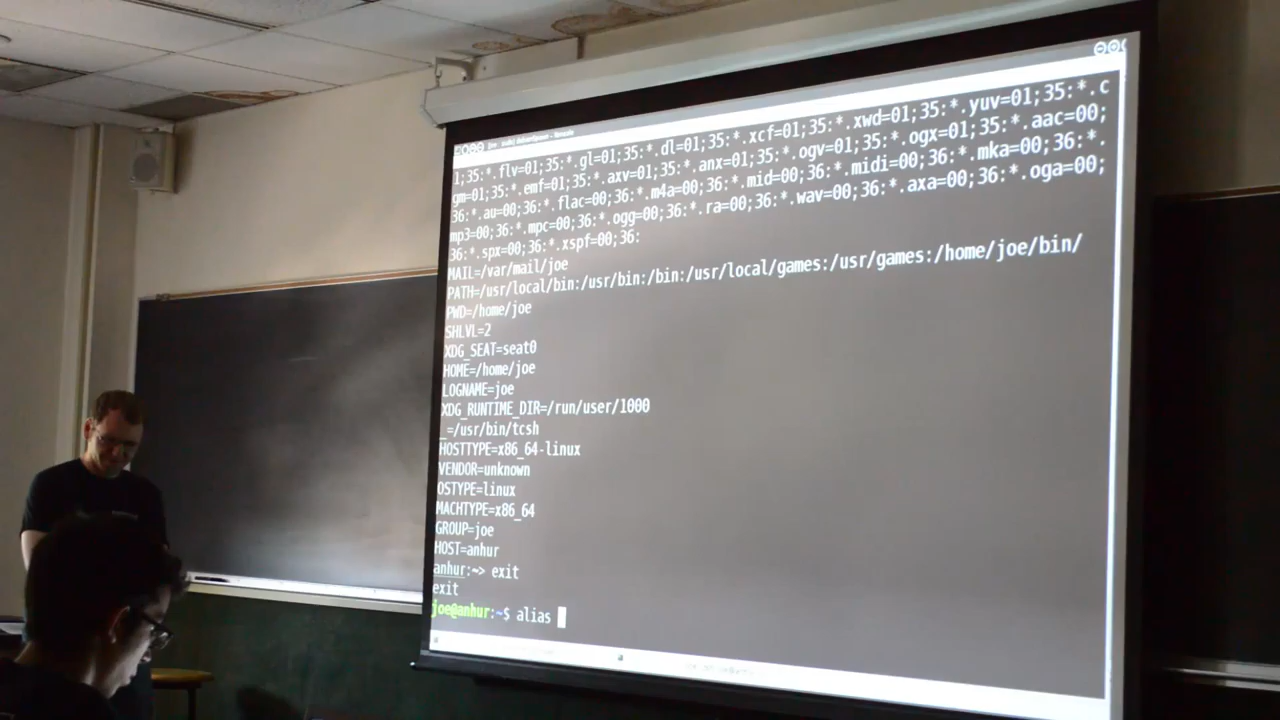 1;35:*.flv=01;35:*.gl=01;35:*.dl=01;35:*.xcf=01;35:*.xwd=01;35:*.yuv=01;35:*.c
gm=01;35:*.emf=01;35:*.axv=01;35:*.anx=01;35:*.ogv=01;35:*.ogx=01;35:*.aac=00;
36:*.au=00;36:*.flac=00;36:*.m4a=00;36:*.mid=00;36:*.midi=00;36:*.mka=00;36:*.
mp3=00;36:*.mpc=00;36:*.ogg=00;36:*.ra=00;36:*.wav=00;36:*.axa=00;36:*.oga=00;
36:*.spx=00;36:*.xspf=00;36:
MAIL=/var/mail/joe
PATH=/usr/local/bin:/usr/bin:/bin:/usr/local/games:/usr/games:/home/joe/bin/
PWD=/home/joe
SHLVL=2
XDG_SEAT=seat0
HOME=/home/joe
LOGNAME=joe
XDG_RUNTIME_DIR=/run/user/1000
_=/usr/bin/tcsh
HOSTTYPE=x86_64-linux
VENDOR=unknown
OSTYPE=linux
MACHTYPE=x86_64
GROUP=joe
HOST=anhur
anhur:~> exit
exit
joe@anhur:~$ alias